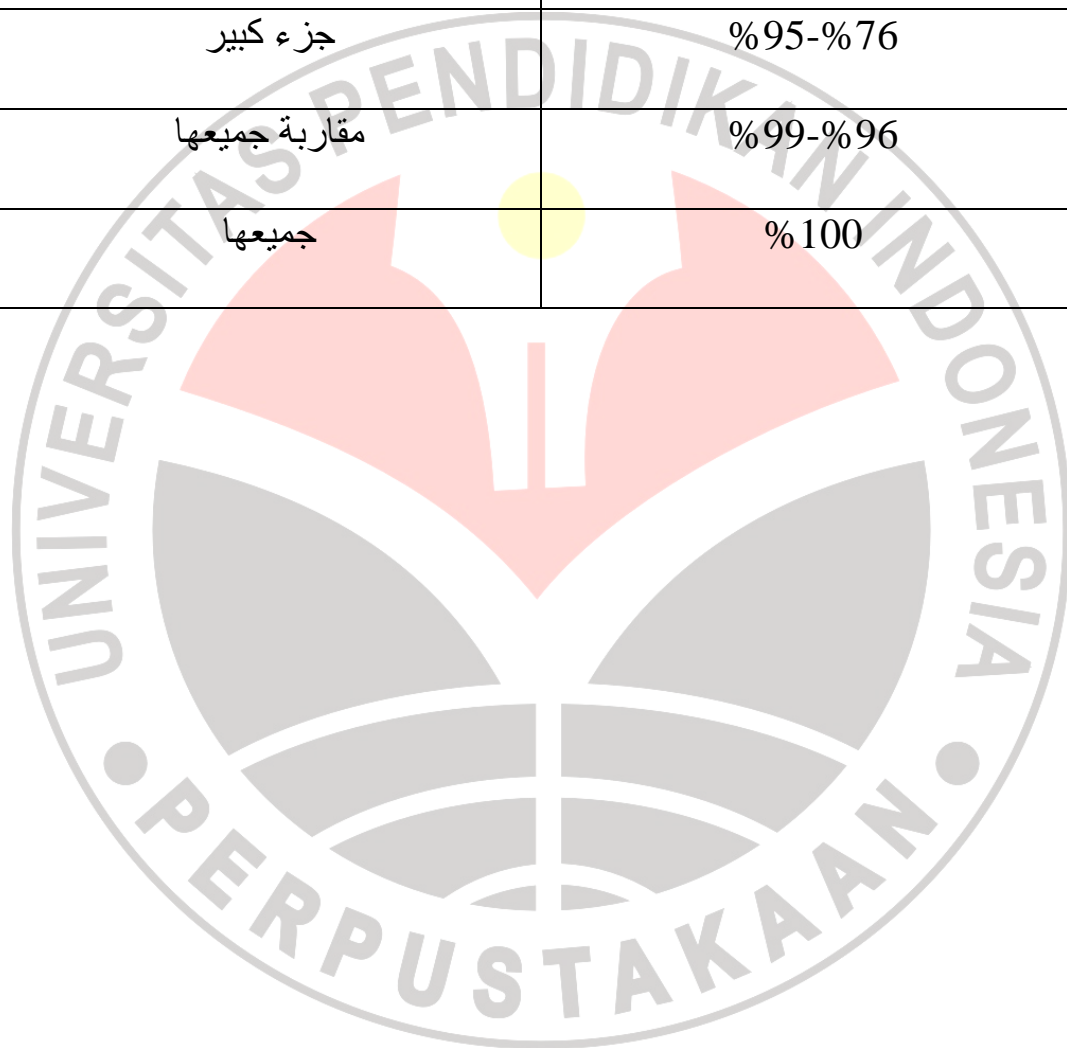 %95-%76 جزء كبير
%99-%96 مقاربة جميعها
%100 جميعها
UNIVERSITAS PENDIDIKAN INDONESIA
PERPUSTAKAAN